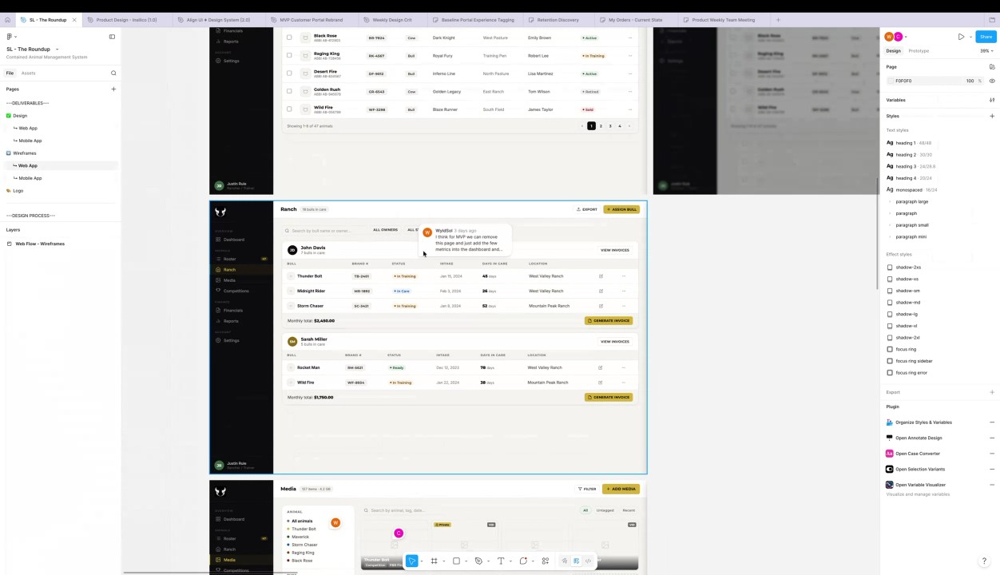 SL - The Roundup
Product Design - Insitico [1.0]
Align UI ✦ Design System [2.0]
MVP Customer Portal Rebrand
Weekly Design Crit
Baseline Portal Experience Tagging
Retention Discovery
My Orders - Current State
Product Weekly Team Meeting
SL - The Roundup
Contained Animal Management System
File
Assets
Pages
---DELIVERABLES---
Design
Web App
Mobile App
Wireframes
Web App
Mobile App
Logo
---DESIGN PROCESS---
Layers
Web Flow - Wireframes
Financials
Reports
Settings
JR
Justin Ruie
Rancher / Trainer
Black Rose
BR-7824
Cow
Dark Knight
West Pasture
Emily Brown
Active
Raging King
RK-4567
Bull
Royal Fury
Training Pen
Robert Lee
In Training
Desert Fire
DF-9012
Bull
Inferno Line
North Pasture
Lisa Martinez
Active
Golden Rush
GR-6543
Cow
Golden Legacy
East Ranch
Tom Wilson
Retired
Wild Fire
WF-3298
Bull
Blaze Runner
South Field
James Taylor
Sold
Showing 1-8 of 47 animals
1 2 3 4
Ranch
18 bulls in care
EXPORT
+ ASSIGN BULL
Search by bull name or owner...
ALL OWNERS
ALL ST
W
WyldSol 3 days ago
I think for MVP we can remove
this page and just add the few
metrics into the dashboard and...
Dashboard
Roster
Ranch
Media
Competitions
Financials
Reports
Settings
JR
Justin Ruie
Rancher / Trainer
JD
John Davis
7 bulls in care
VIEW INVOICES
BULL
BRAND #
STATUS
INTAKE
DAYS IN CARE
LOCATION
Thunder Bolt
TB-2401
In Training
Jan 15, 2024
45 days
West Valley Ranch
Midnight Rider
MR-1892
In Care
Feb 3, 2024
26 days
West Valley Ranch
Storm Chaser
SC-3421
In Training
Jan 8, 2024
52 days
Mountain Peak Ranch
Monthly total: $2,450.00
GENERATE INVOICE
SM
Sarah Miller
5 bulls in care
VIEW INVOICES
BULL
BRAND #
STATUS
INTAKE
DAYS IN CARE
LOCATION
Rocket Man
RM-5621
Ready
Dec 12, 2023
78 days
West Valley Ranch
Wild Fire
WF-8934
In Training
Jan 22, 2024
38 days
Mountain Peak Ranch
Monthly total: $1,750.00
GENERATE INVOICE
Media
157 items · 4.2 GB
FILTER
+ ADD MEDIA
Dashboard
Roster
Ranch
Media
Competitions
ANIMAL
All animals
Thunder Bolt
Maverick
Storm Chaser
Raging King
Black Rose
W
Search by animal, tag, date...
All
Untagged
Recent
Private
C
Thunder Bolt
Competition
W
C
Share
Design
Prototype
39%
Page
F0F0F0
100
%
Variables
Styles
Text styles
Ag heading 1 · 48/48
Ag heading 2 · 30/30
Ag heading 3 · 24/28.8
Ag heading 4 · 20/24
Ag monospaced · 16/24
paragraph large
paragraph
paragraph small
paragraph mini
Effect styles
shadow-2xs
shadow-xs
shadow-sm
shadow-md
shadow-lg
shadow-xl
shadow-2xl
focus ring
focus ring sidebar
focus ring error
Export
Plugin
Organize Styles & Variables
Open Annotate Design
Aa
Open Case Converter
Open Selection Variants
Open Variable Visualizer
Visualize and manage variables
?